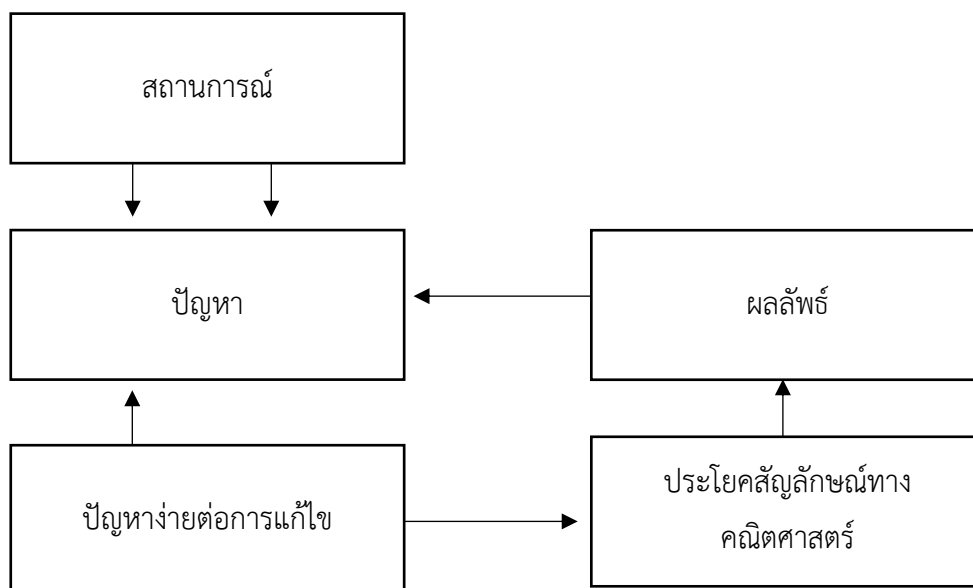 สถานการณ์
ปัญหา
ผลลัพธ์
ปัญหาง่ายต่อการแก้ไข
ประโยคสัญลักษณ์ทาง
คณิตศาสตร์